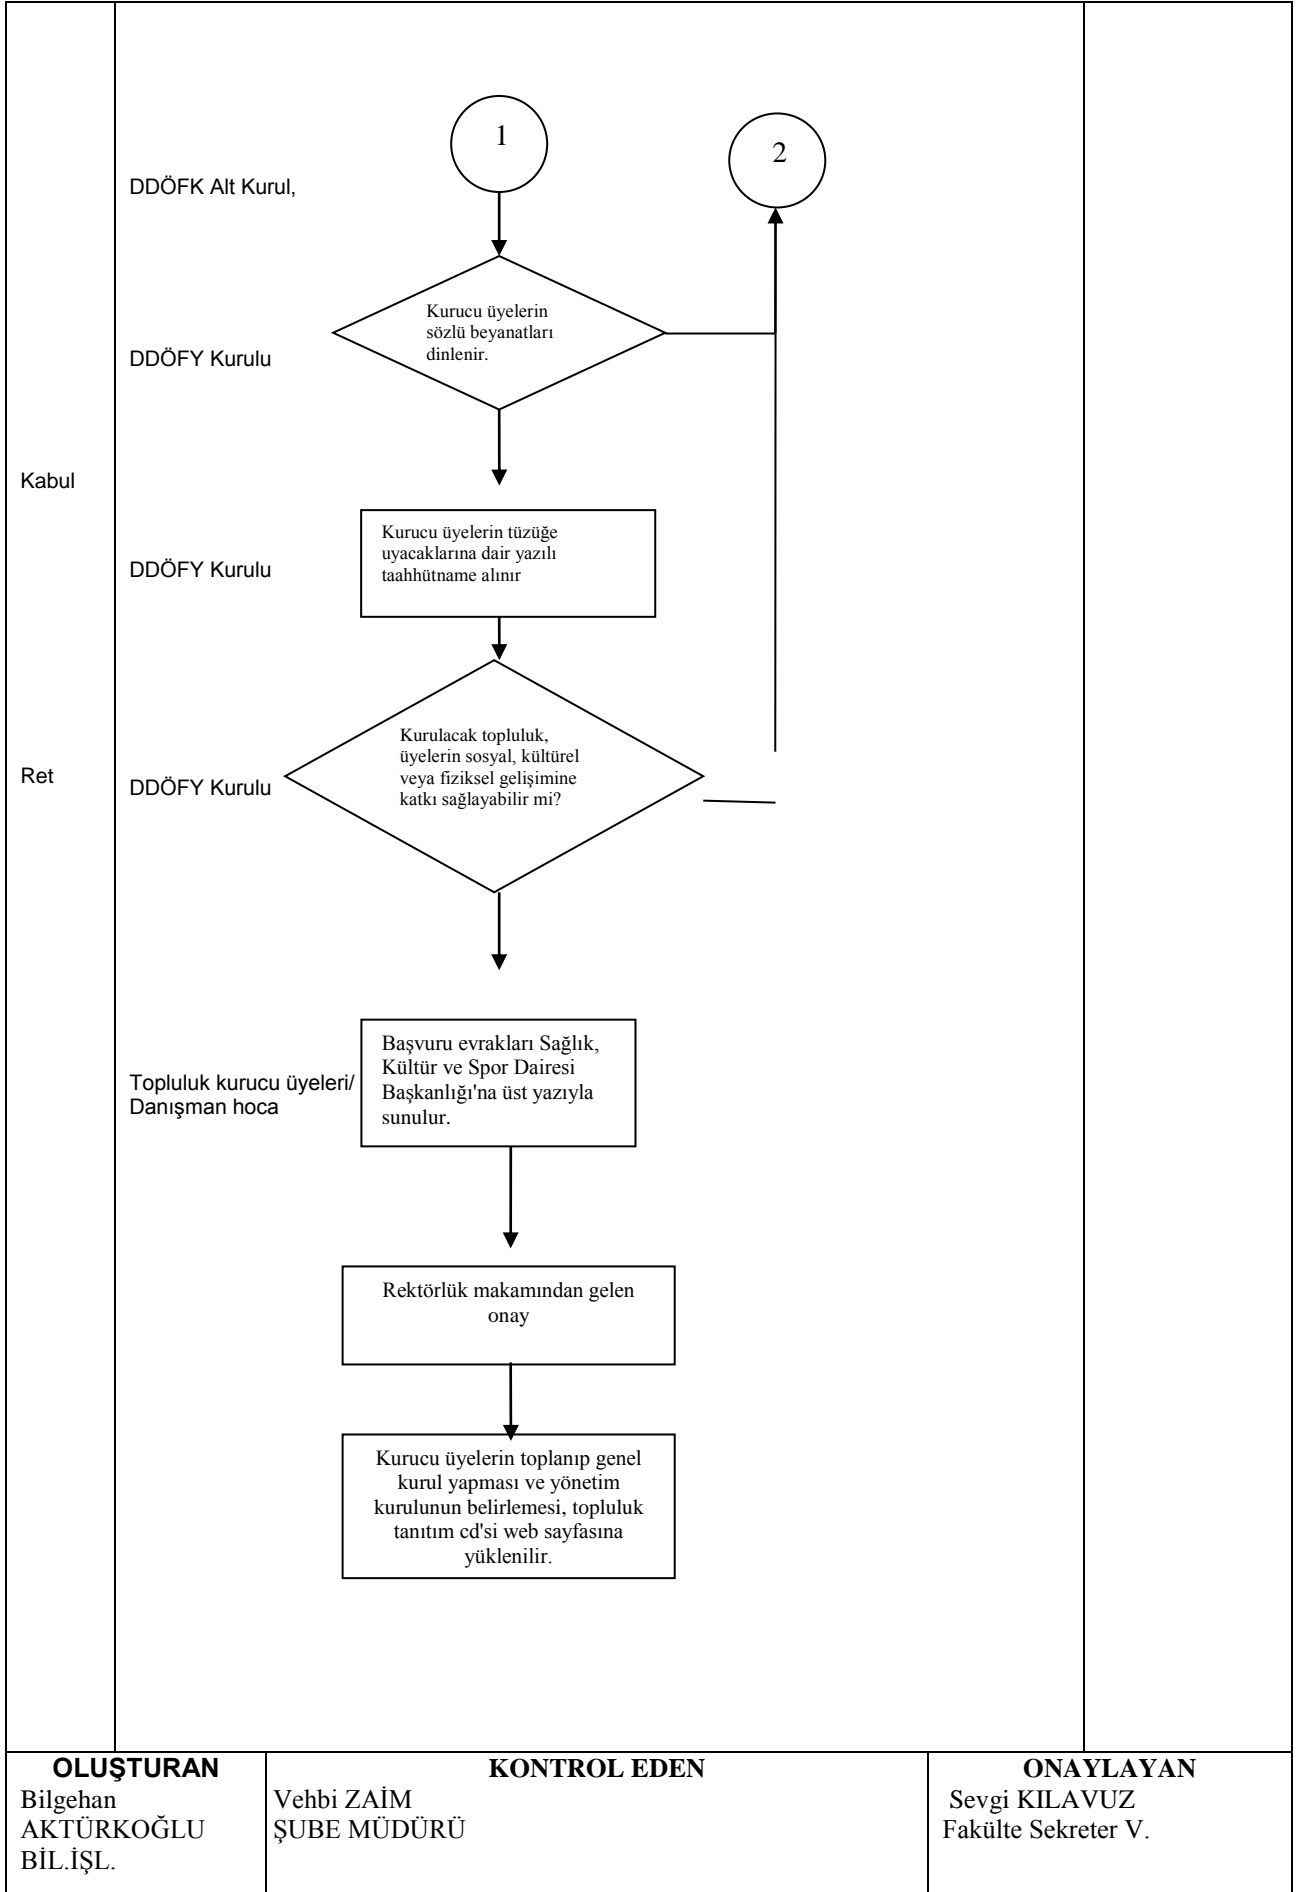 1
2
DDÖFK Alt Kurul,
Kurucu üyelerin
sözlü beyanatları
dinlenir.
DDÖFY Kurulu
Kabul
Kurucu üyelerin tüzüğe
uyacaklarına dair yazılı
taahhütname alınır
DDÖFY Kurulu
Kurulacak topluluk,
üyelerin sosyal, kültürel
veya fiziksel gelişimine
katkı sağlayabilir mi?
Ret
DDÖFY Kurulu
Başvuru evrakları Sağlık,
Kültür ve Spor Dairesi
Başkanlığı'na üst yazıyla
sunulur.
Topluluk kurucu üyeleri/
Danışman hoca
Rektörlük makamından gelen
onay
Kurucu üyelerin toplanıp genel
kurul yapması ve yönetim
kurulunun belirlemesi, topluluk
tanıtım cd'si web sayfasına
yüklenilir.
OLUŞTURAN
Bilgehan
AKTÜRKOĞLU
BİL.İŞL.
KONTROL EDEN
Vehbi ZAİM
ŞUBE MÜDÜRÜ
ONAYLAYAN
Sevgi KILAVUZ
Fakülte Sekreter V.